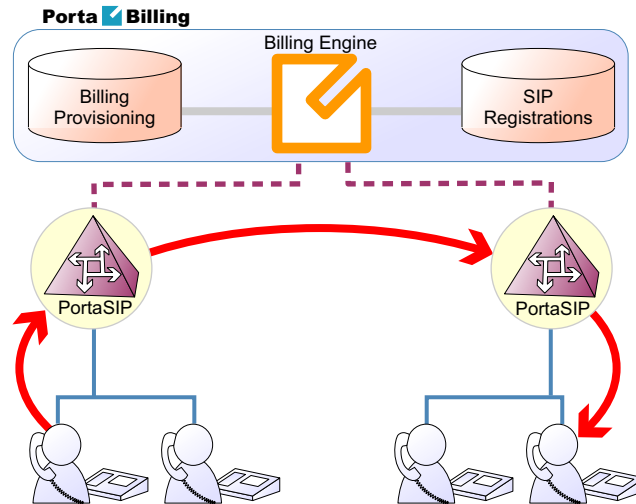 Porta Billing
Billing Engine
Billing
Provisioning
SIP
Registrations
PortaSIP
PortaSIP